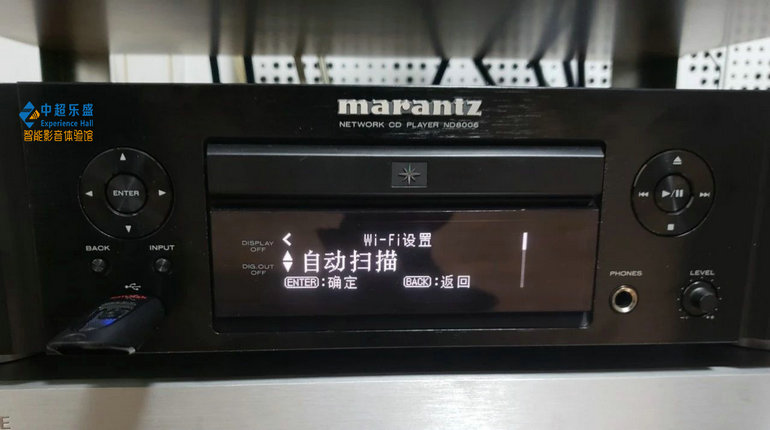 中超乐盛
Experience Hall
智能影音体验馆
marantz
NETWORK CD PLAYER ND8006
ENTER
BACK
INPUT
DISPLAY
OFF
DIG.OUT
OFF
Wi-Fi设置
自动扫描
ENTER:确定
BACK:返回
PHONES
LEVEL
E